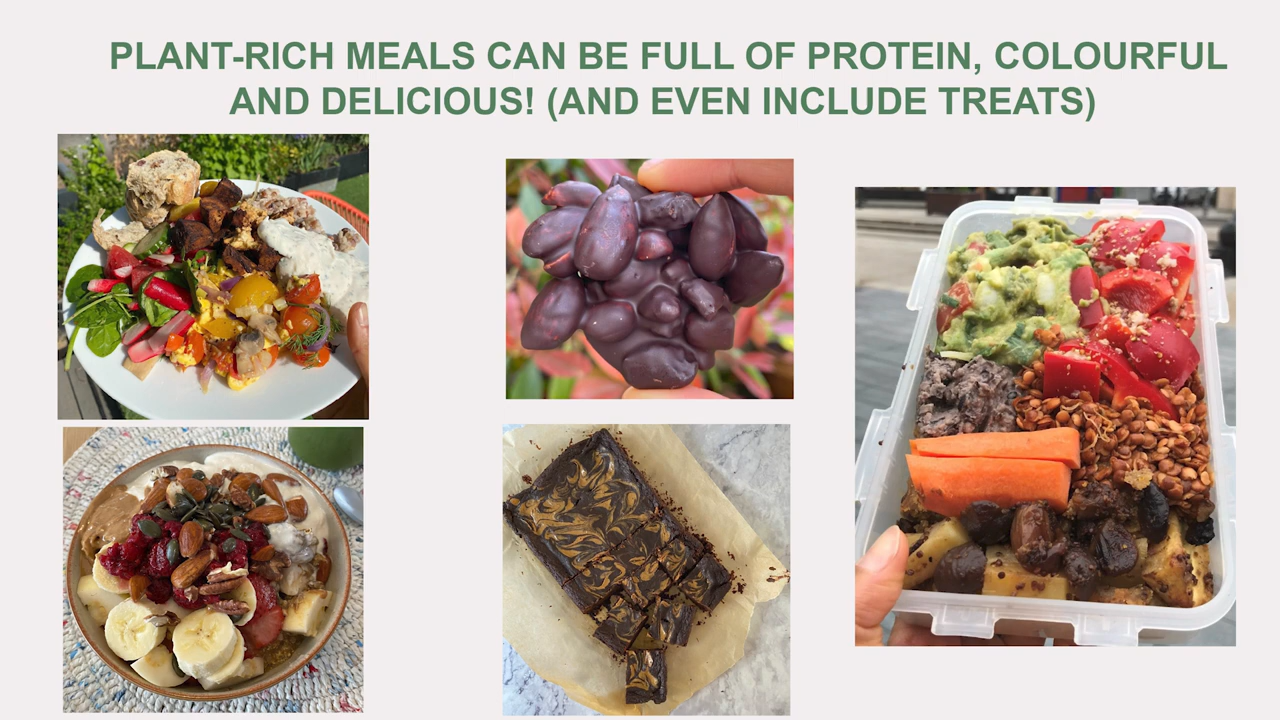 PLANT-RICH MEALS CAN BE FULL OF PROTEIN, COLOURFUL
AND DELICIOUS! (AND EVEN INCLUDE TREATS)